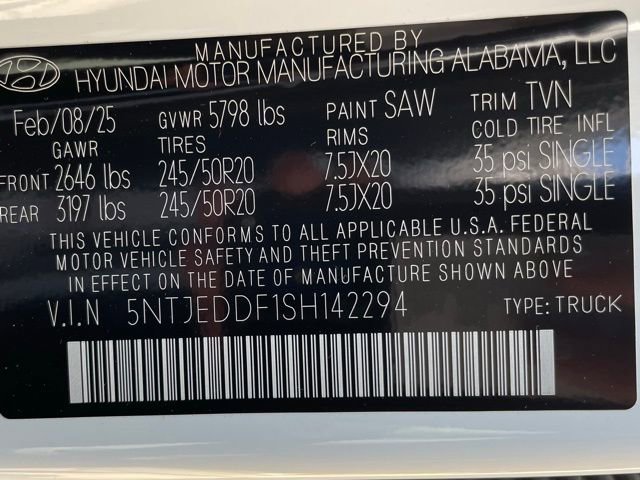 MANUFACTURED BY
HYUNDAI MOTOR MANUFACTURING ALABAMA, LLC
Feb/08/25 GVWR 5798 lbs PAINT SAW TRIM TVN
GAWR TIRES RIMS COLD TIRE INFL
FRONT 2646 lbs 245/50R20 7.5JX20 35 psi SINGLE
REAR 3197 lbs 245/50R20 7.5JX20 35 psi SINGLE
THIS VEHICLE CONFORMS TO ALL APPLICABLE U.S.A. FEDERAL
MOTOR VEHICLE SAFETY AND THEFT PREVENTION STANDARDS
IN EFFECT ON THE DATE OF MANUFACTURE SHOWN ABOVE
V.I.N 5NTJEDDF1SH142294 TYPE: TRUCK